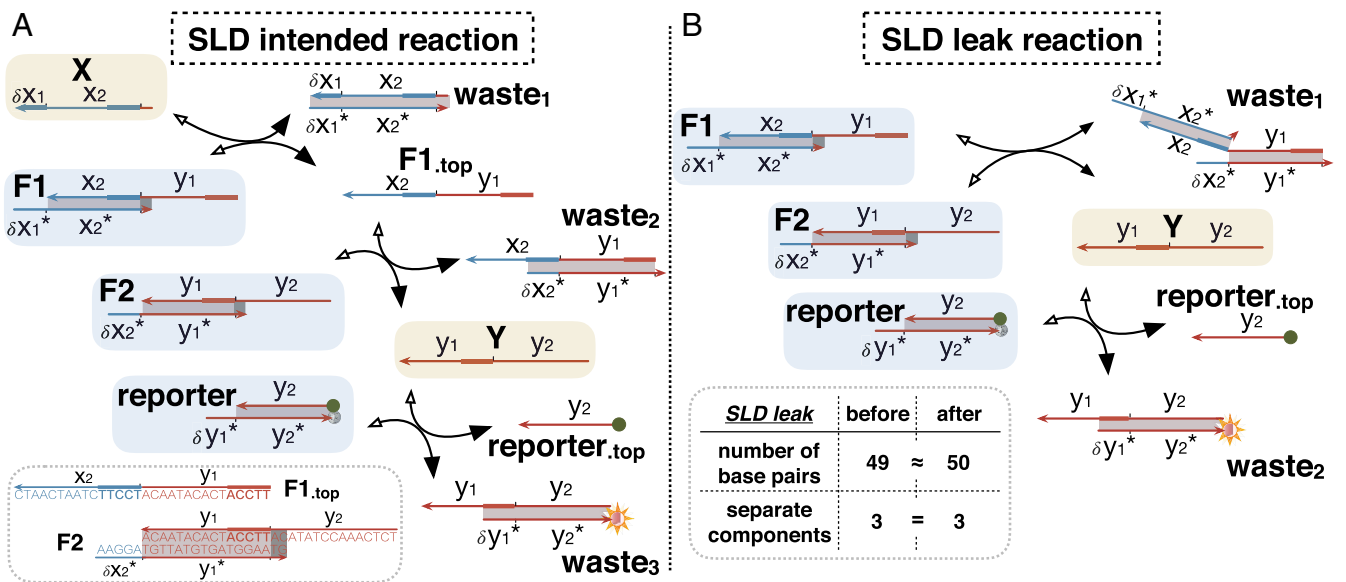 A
SLD intended reaction
X
δx1 x2
δx1 x2
waste1
δx1* x2*
F1.top
x2 y1
F1
x2 y1
δx1* x2*
waste2
x2 y1
δx2* y1*
F2
y1 y2
δx2* y1*
Y
y1 y2
reporter
y2
δy1* y2*
y2
reporter.top
y1 y2
δy1* y2*
waste3
x2 y1
CTAACTAATCTTCCTACAATACACTACCTT
F1.top
y1 y2
ACAATACACTACCTTACATATCCAAACTCT
F2
AAGGATGTTATGTGATGGAATG
δx2* y1*
B
SLD leak reaction
F1
x2 y1
δx1* x2*
waste1
δx1* x2*
x2 y1
δx2* y1*
F2
y1 y2
δx2* y1*
Y
y1 y2
reporter
y2
δy1* y2*
reporter.top
y2
y1 y2
δy1* y2*
waste2
SLD leak before after
number of
base pairs 49 ≈ 50
separate
components 3 = 3